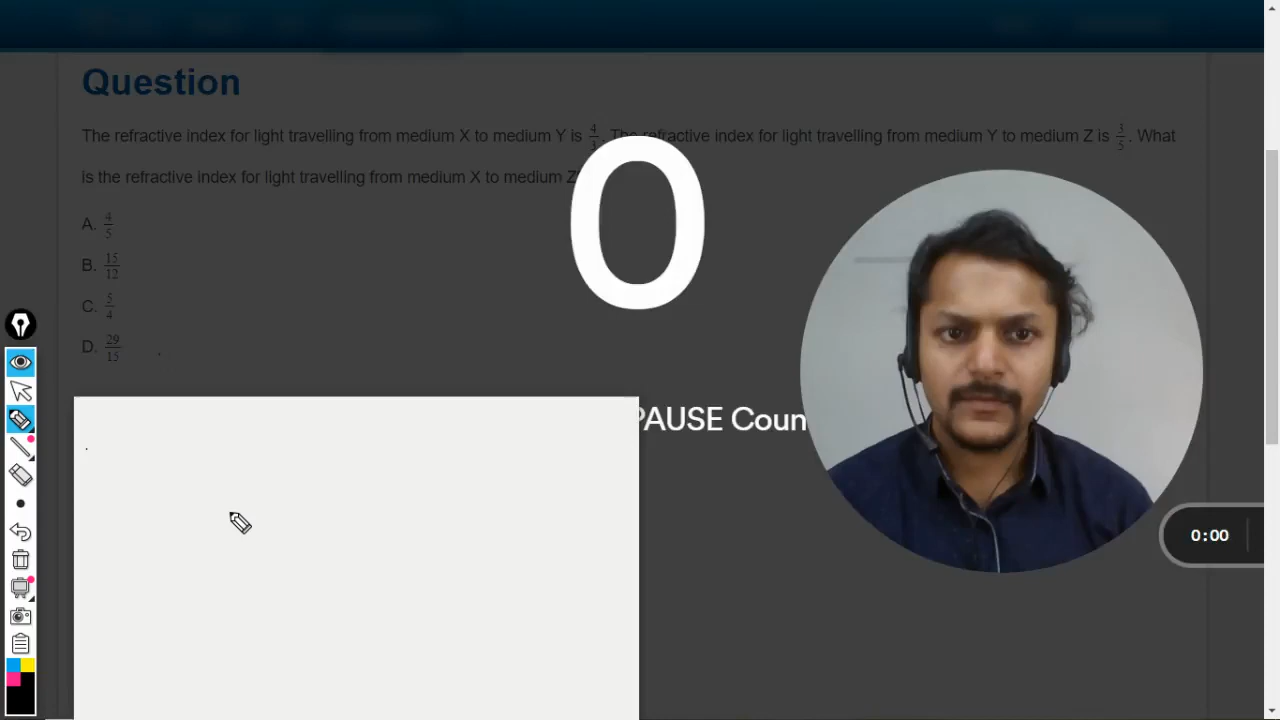 Question
The refractive index for light travelling from medium X to medium Y is 4/3. The refractive index for light travelling from medium Y to medium Z is 3/5. What
is the refractive index for light travelling from medium X to medium Z?
A. 4/5
B. 15/12
C. 5/4
D. 29/15
0
PAUSE Coun
0:00